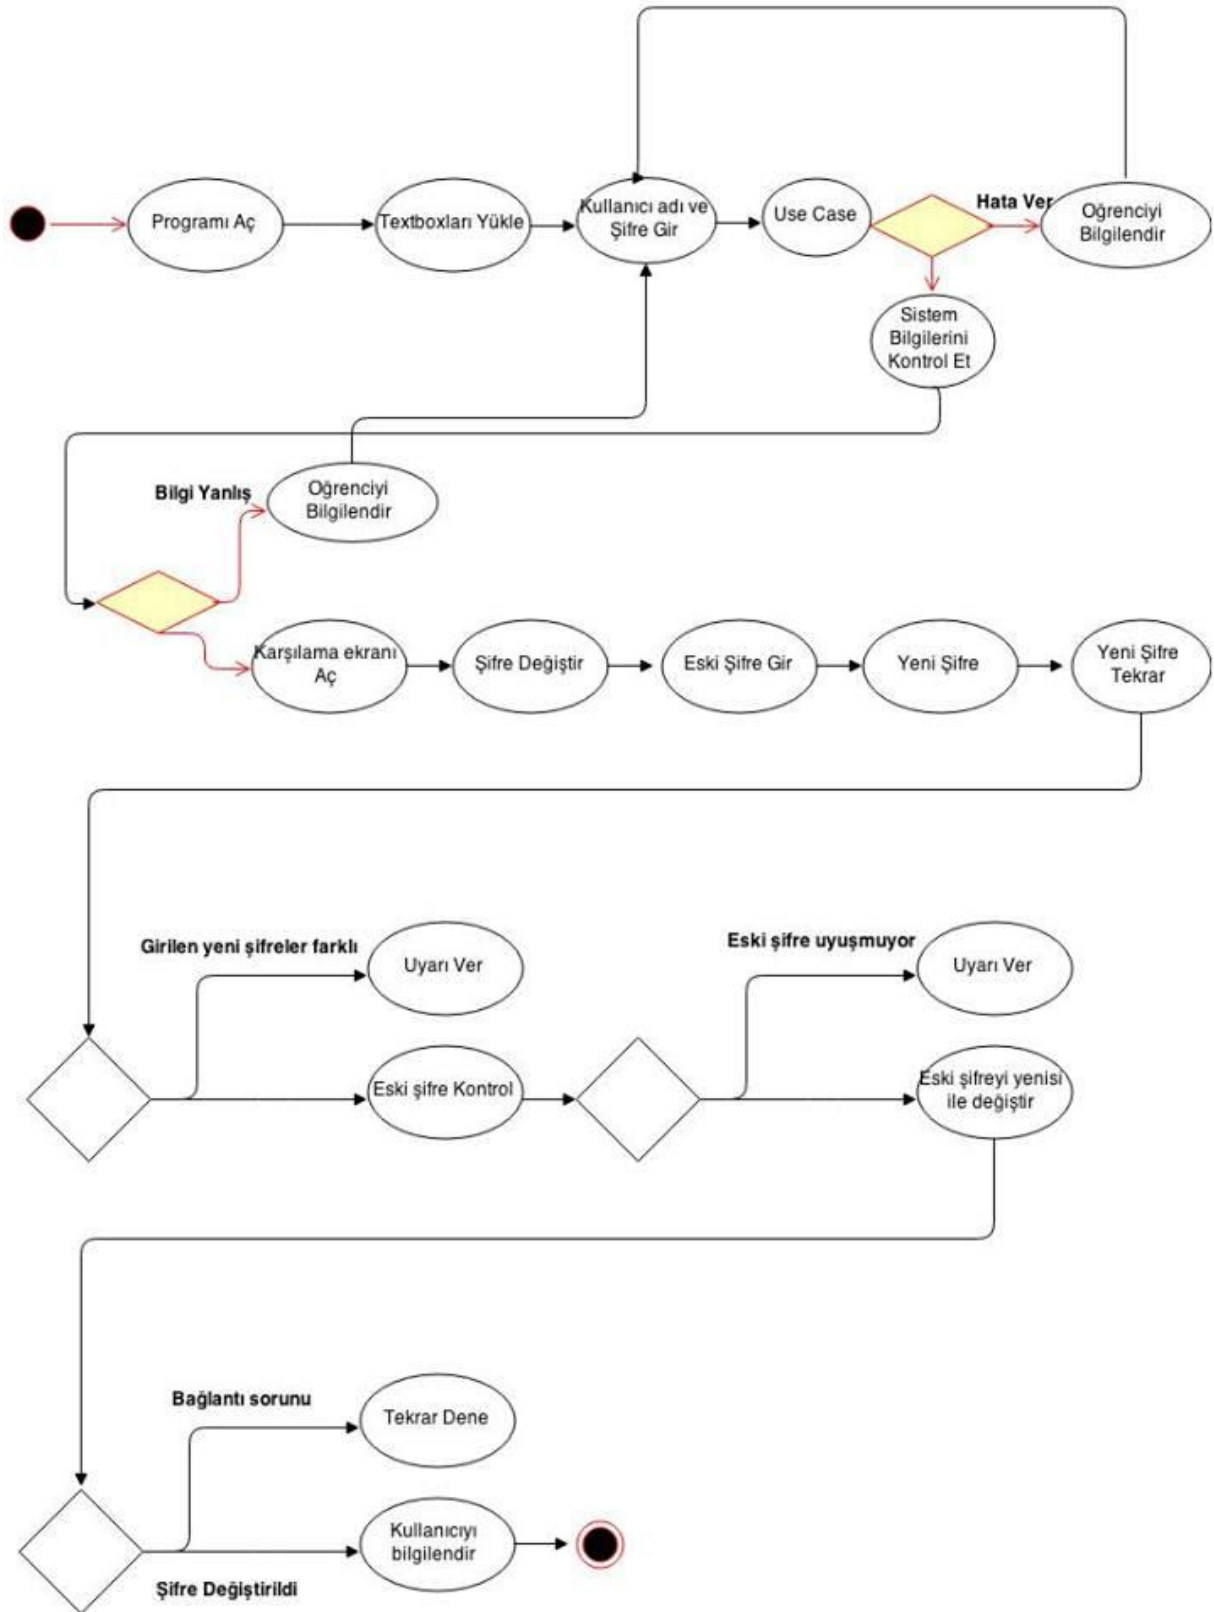 Programı Aç
Textboxları Yükle
Kullanıcı adı ve
Şifre Gir
Use Case
Hata Ver
Oğrenciyi
Bilgilendir
Sistem
Bilgilerini
Kontrol Et
Bilgi Yanlış
Oğrenciyi
Bilgilendir
Karşılama ekranı
Aç
Şifre Değiştir
Eski Şifre Gir
Yeni Şifre
Yeni Şifre
Tekrar
Girilen yeni şifreler farklı
Uyarı Ver
Eski şifre uyuşmuyor
Uyarı Ver
Eski şifre Kontrol
Eski şifreyi yenisi
ile değiştir
Bağlantı sorunu
Tekrar Dene
Kullanıcıyı
bilgilendir
Şifre Değiştirildi